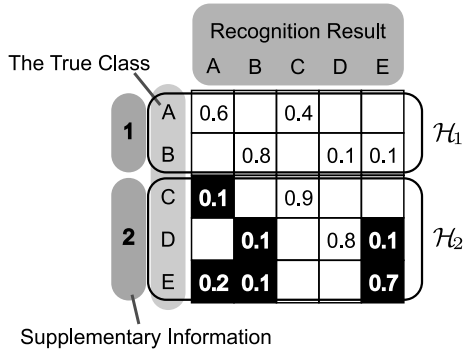 Recognition Result
The True Class
A B C D E
A 0.6 0.4
1
B 0.8 0.1 0.1
H1
C 0.1 0.9
2
D 0.1 0.8 0.1
H2
E 0.2 0.1 0.7
Supplementary Information